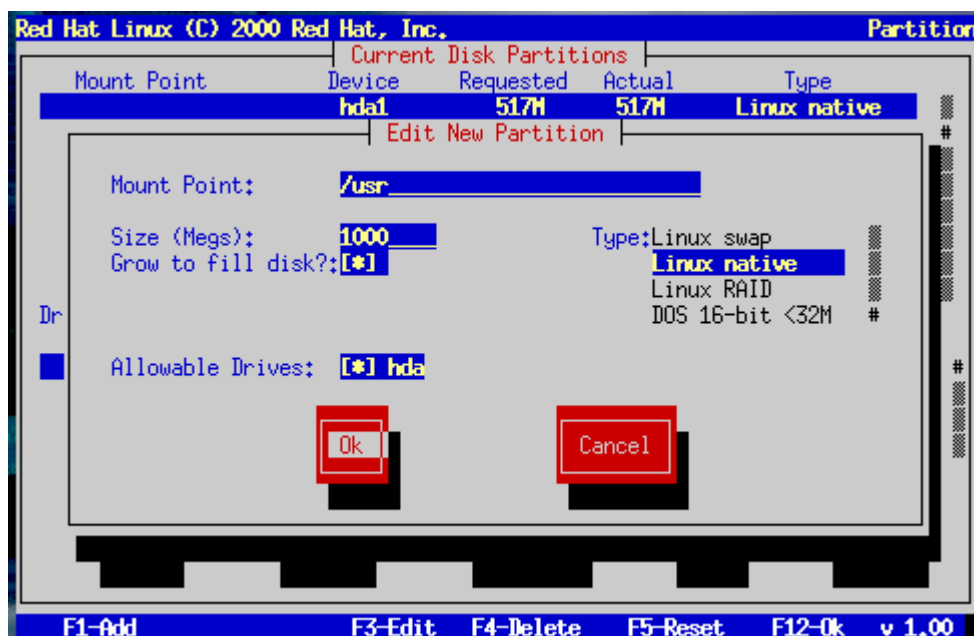 Red Hat Linux (C) 2000 Red Hat, Inc. Partition
Current Disk Partitions
Mount Point Device Requested Actual Type
hda1 517M 517M Linux native
#
Edit New Partition
Mount Point: /usr
Size (Megs): 1000 Type:Linux swap
Grow to fill disk?:[*] Linux native
Linux RAID
Dr DOS 16-bit <32M #
Allowable Drives: [*] hda #
Ok Cancel
F1-Add F3-Edit F4-Delete F5-Reset F12-Ok v 1.00